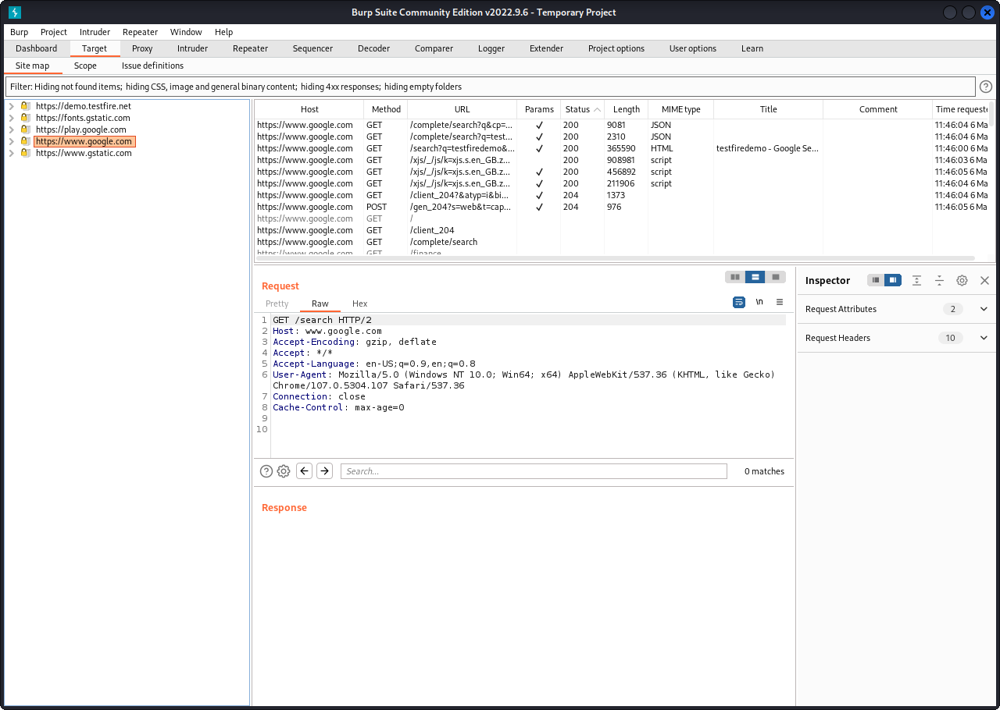 Burp Suite Community Edition v2022.9.6 - Temporary Project
Burp Project Intruder Repeater Window Help
Dashboard Target Proxy Intruder Repeater Sequencer Decoder Comparer Logger Extender Project options User options Learn
Site map Scope Issue definitions
Filter: Hiding not found items; hiding CSS, image and general binary content; hiding 4xx responses; hiding empty folders
https://demo.testfire.net
https://fonts.gstatic.com
https://play.google.com
https://www.google.com
https://www.gstatic.com
Host Method URL Params Status Length MIME type Title Comment Time requeste
https://www.google.com GET /complete/search?q&cp=... ✓ 200 9081 JSON 11:46:04 6 Ma
https://www.google.com GET /complete/search?q=test... ✓ 200 2310 JSON 11:46:04 6 Ma
https://www.google.com GET /search?q=testfiredemo&... ✓ 200 365590 HTML testfiredemo - Google Se... 11:46:00 6 Ma
https://www.google.com GET /xjs/_/js/k=xjs.s.en_GB.z... 200 908981 script 11:46:03 6 Ma
https://www.google.com GET /xjs/_/js/k=xjs.s.en_GB.z... ✓ 200 456892 script 11:46:05 6 Ma
https://www.google.com GET /xjs/_/js/k=xjs.s.en_GB.z... ✓ 200 211906 script 11:46:04 6 Ma
https://www.google.com GET /client_204?&atyp=i&bi... ✓ 204 1373 11:46:04 6 Ma
https://www.google.com POST /gen_204?s=web&t=cap... ✓ 204 976 11:46:05 6 Ma
https://www.google.com GET /
https://www.google.com GET /client_204
https://www.google.com GET /complete/search
https://www.google.com GET /finance
Request
Pretty Raw Hex
\n
1 GET /search HTTP/2
2 Host: www.google.com
3 Accept-Encoding: gzip, deflate
4 Accept: */*
5 Accept-Language: en-US;q=0.9,en;q=0.8
6 User-Agent: Mozilla/5.0 (Windows NT 10.0; Win64; x64) AppleWebKit/537.36 (KHTML, like Gecko)
Chrome/107.0.5304.107 Safari/537.36
7 Connection: close
8 Cache-Control: max-age=0
9
10
Search...
0 matches
Response
Inspector
Request Attributes 2
Request Headers 10